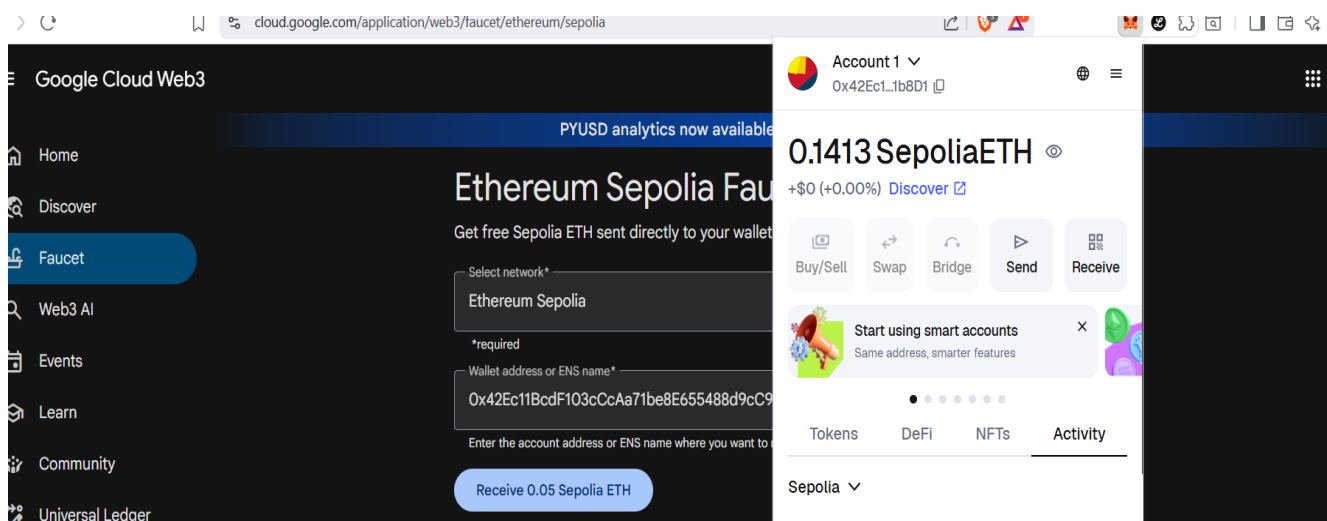 cloud.google.com/application/web3/faucet/ethereum/sepolia
Google Cloud Web3
PYUSD analytics now available
Home
Discover
Faucet
Web3 AI
Events
Learn
Community
Universal Ledger
Ethereum Sepolia Fau
Get free Sepolia ETH sent directly to your wallet
Select network*
Ethereum Sepolia
*required
Wallet address or ENS name*
0x42Ec11BcdF103cCcAa71be8E655488d9cC9
Enter the account address or ENS name where you want to
Receive 0.05 Sepolia ETH
Account 1
0x42Ec1...1b8D1
0.1413 SepoliaETH
+$0 (+0.00%) Discover
Buy/Sell Swap Bridge Send Receive
Start using smart accounts
Same address, smarter features
Tokens DeFi NFTs Activity
Sepolia